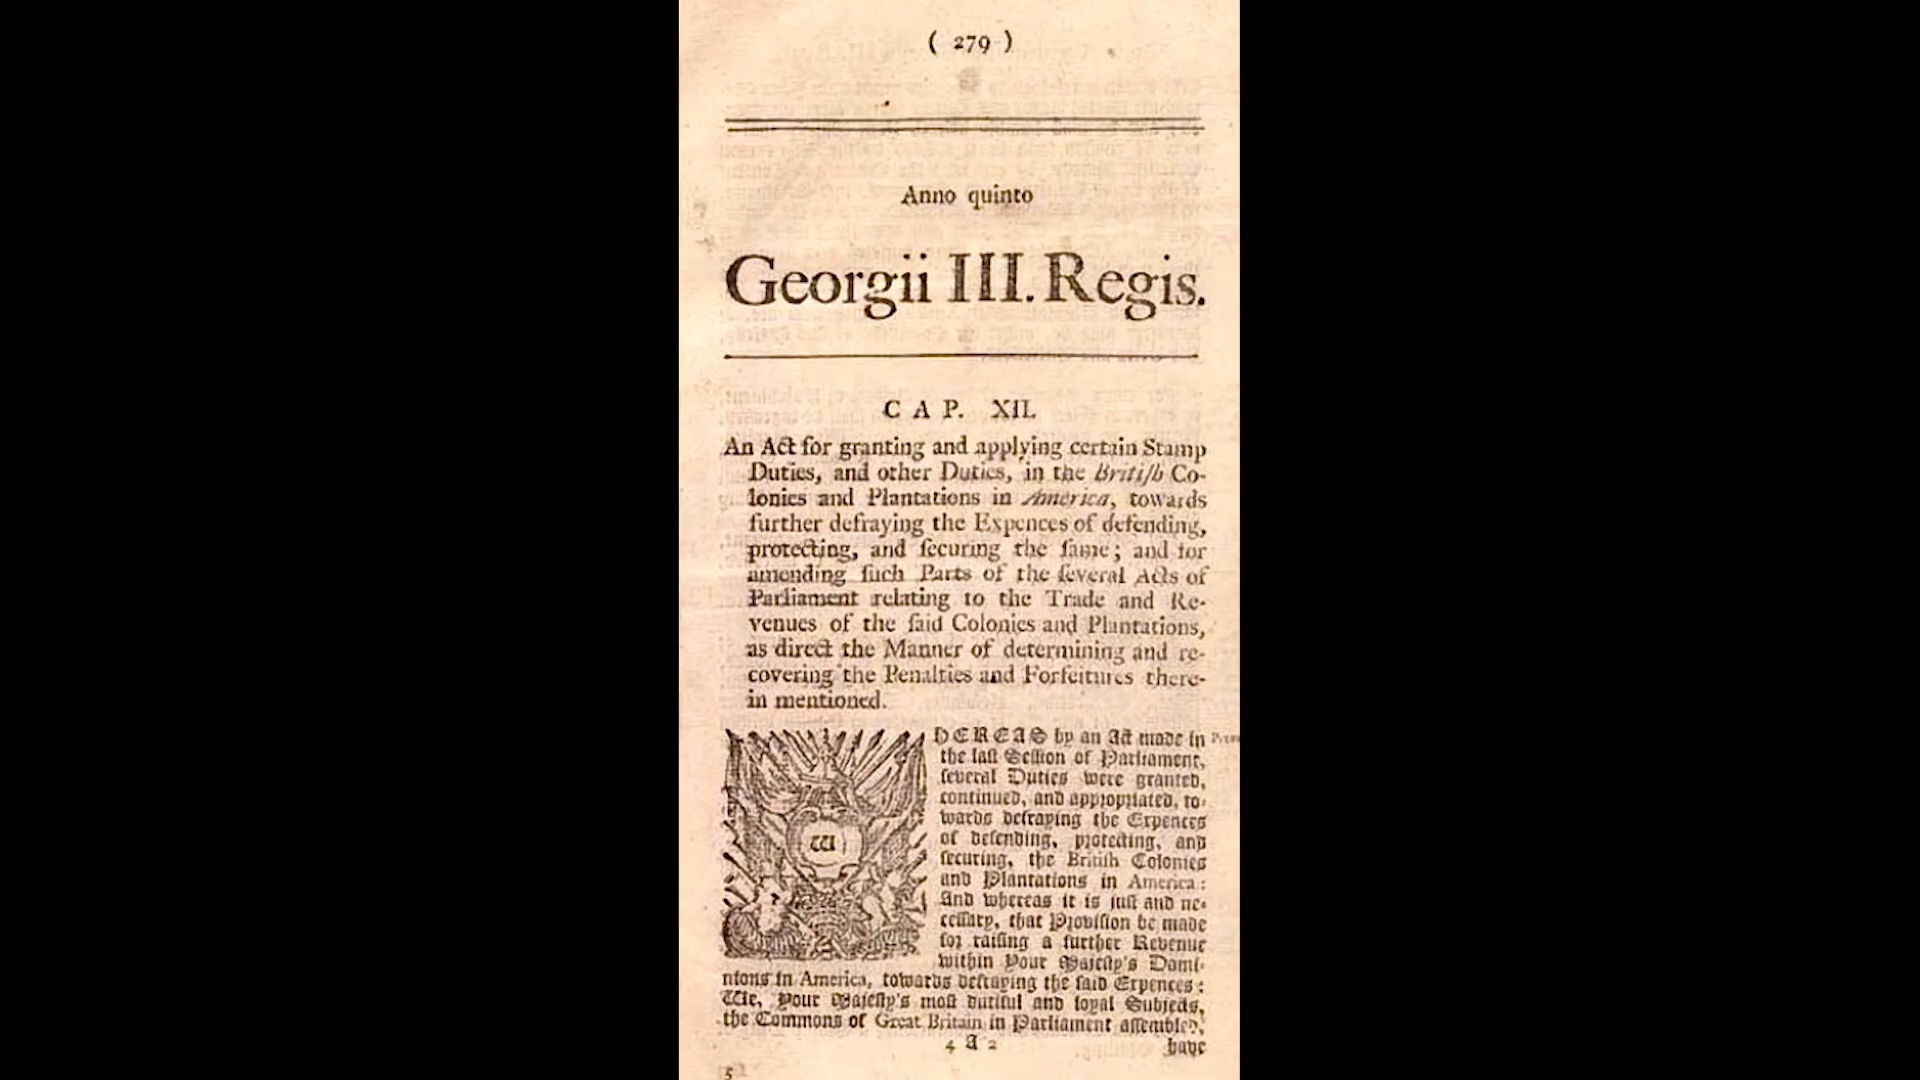 ( 279 )
Anno quinto
Georgii III. Regis.
CAP. XII.
An Act for granting and applying certain Stamp
Duties, and other Duties, in the Britiſh Co-
lonies and Plantations in America, towards
further defraying the Expences of defending,
protecting, and ſecuring the ſame; and for
amending ſuch Parts of the ſeveral Acts of
Parliament relating to the Trade and Re-
venues of the ſaid Colonies and Plantations,
as direct the Manner of determining and re-
covering the Penalties and Forfeitures there-
in mentioned.
WHEREAS by an Act made in
the laſt Seſſion of Parliament,
ſeveral Duties were granted,
continued, and appropriated, to-
wards defraying the Expences
of defending, protecting, and
ſecuring, the Britiſh Colonies
and Plantations in America:
And whereas it is juſt and ne-
ceſſary, that Proviſion be made
for raiſing a further Revenue
within Your Majeſty's Domi-
nions in America, towards defraying the ſaid Expences:
We, Your Majeſty's moſt dutiful and loyal Subjects,
the Commons of Great Britain in Parliament aſſembled,
4 A 2 have
5